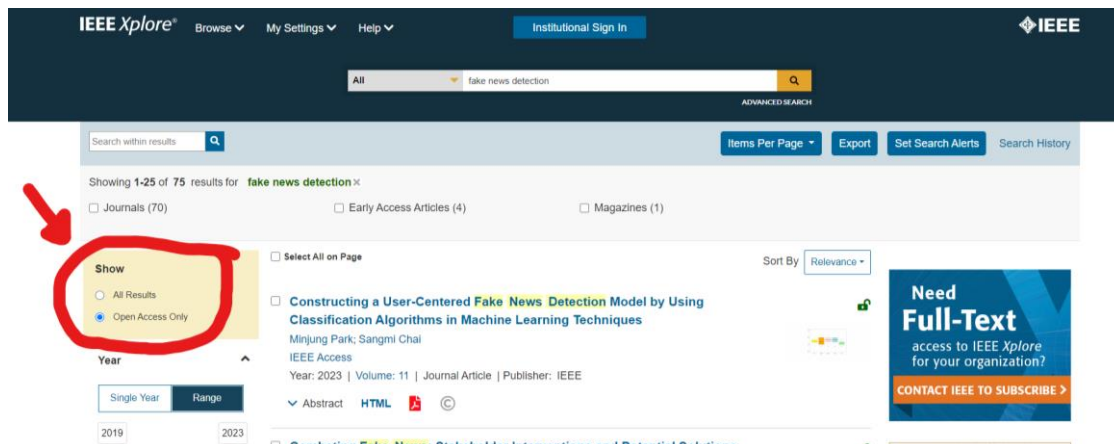 IEEE Xplore® Browse My Settings Help Institutional Sign In IEEE
All fake news detection
ADVANCED SEARCH
Search within results Items Per Page Export Set Search Alerts Search History
Showing 1-25 of 75 results for fake news detection ×
Journals (70) Early Access Articles (4) Magazines (1)
Show
All Results
Open Access Only
Year
Single Year Range
2019 2023
Select All on Page Sort By Relevance
Constructing a User-Centered Fake News Detection Model by Using
Classification Algorithms in Machine Learning Techniques
Minjung Park; Sangmi Chai
IEEE Access
Year: 2023 | Volume: 11 | Journal Article | Publisher: IEEE
Abstract HTML ©
Need
Full-Text
access to IEEE Xplore
for your organization?
CONTACT IEEE TO SUBSCRIBE >